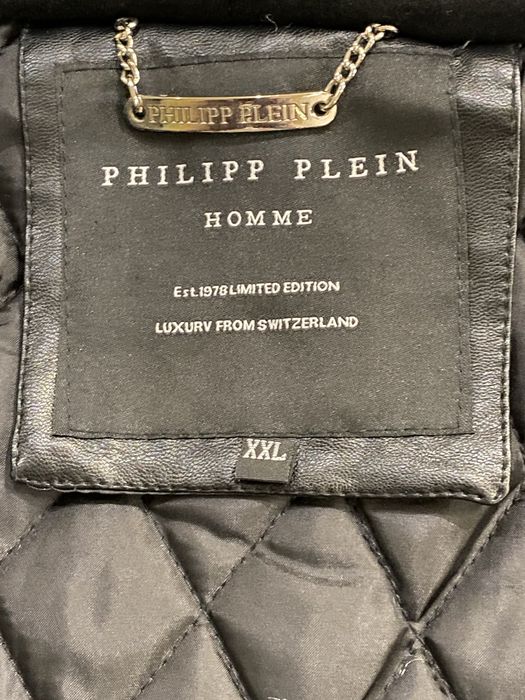 PHILIPP PLEIN
PHILIPP PLEIN
HOMME
Est.1978 LIMITED EDITION
LUXURV FROM SWITZERLAND
XXL